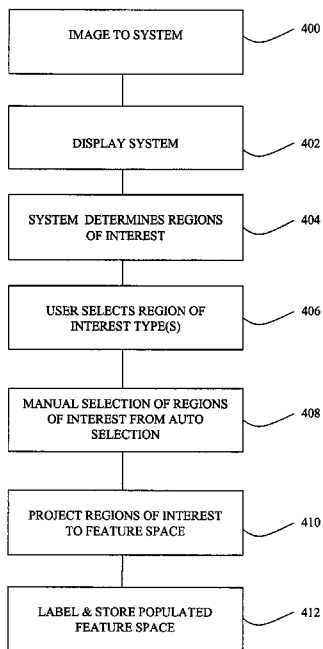 IMAGE TO SYSTEM
400
DISPLAY SYSTEM
402
SYSTEM DETERMINES REGIONS
OF INTEREST
404
USER SELECTS REGION OF
INTEREST TYPE(S)
406
MANUAL SELECTION OF REGIONS
OF INTEREST FROM AUTO
SELECTION
408
PROJECT REGIONS OF INTEREST
TO FEATURE SPACE
410
LABEL & STORE POPULATED
FEATURE SPACE
412